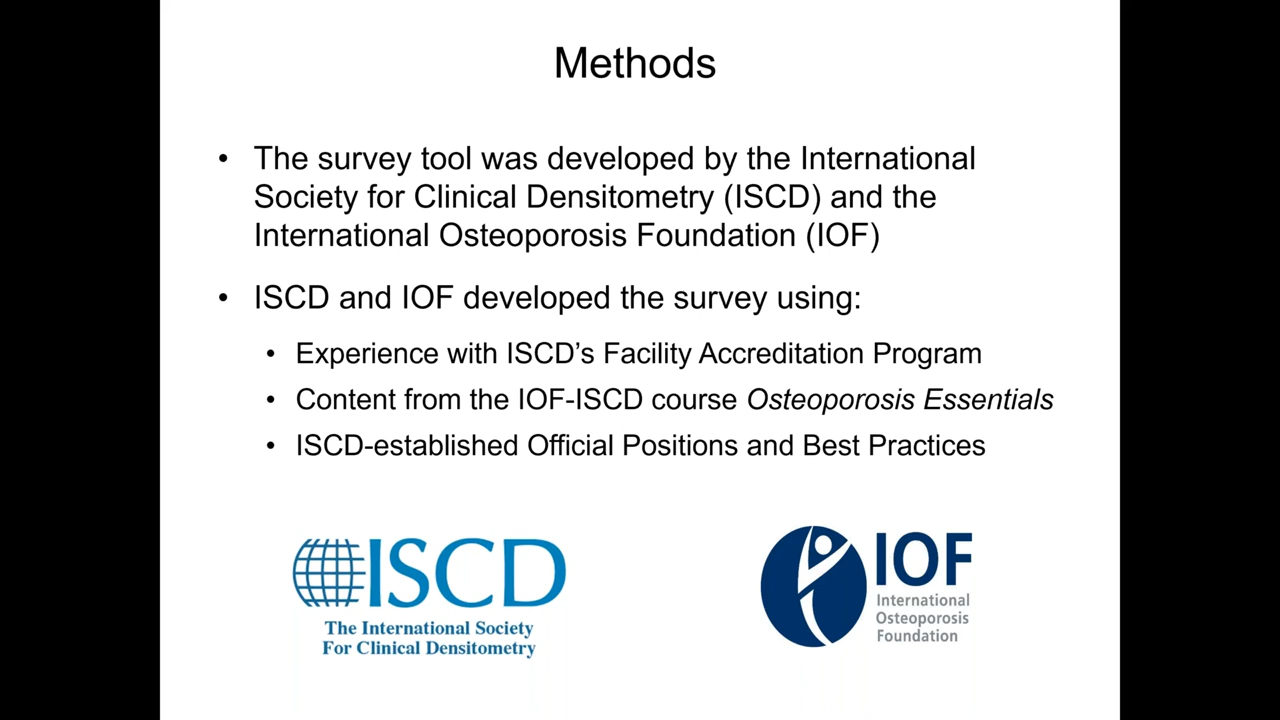 Methods
• The survey tool was developed by the International
Society for Clinical Densitometry (ISCD) and the
International Osteoporosis Foundation (IOF)
• ISCD and IOF developed the survey using:
• Experience with ISCD’s Facility Accreditation Program
• Content from the IOF-ISCD course Osteoporosis Essentials
• ISCD-established Official Positions and Best Practices
ISCD
The International Society
For Clinical Densitometry
IOF
International
Osteoporosis
Foundation